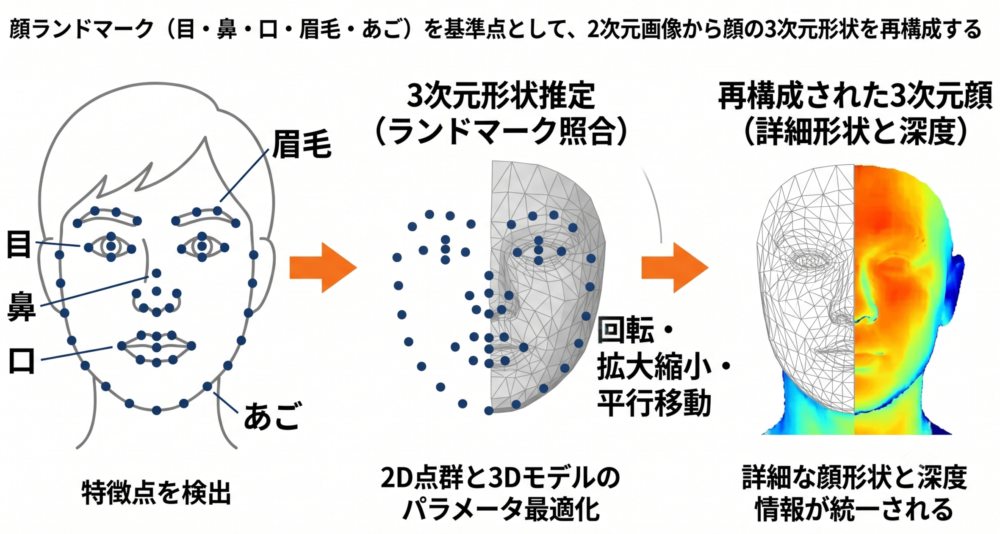 顔ランドマーク（目・鼻・口・眉毛・あご）を基準点として、2次元画像から顔の3次元形状を再構成する
眉毛
目
鼻
口
あご
特徴点を検出
3次元形状推定
（ランドマーク照合）
回転・
拡大縮小・
平行移動
2D点群と3Dモデルの
パラメータ最適化
再構成された3次元顔
（詳細形状と深度）
詳細な顔形状と深度
情報が統一される